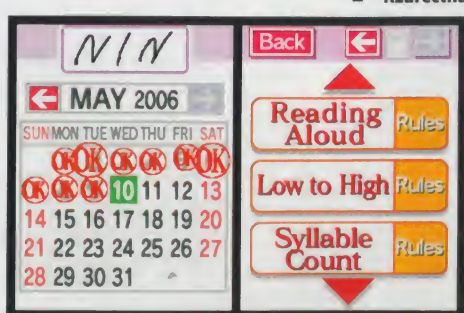 NIN
MAY 2006
SUN MON TUE WED THU FRI SAT
OK OK OK OK OK OK
OK OK OK 10 11 12 13
14 15 16 17 18 19 20
21 22 23 24 25 26 27
28 29 30 31
Back
Reading Aloud Rules
Low to High Rules
Syllable Count Rules